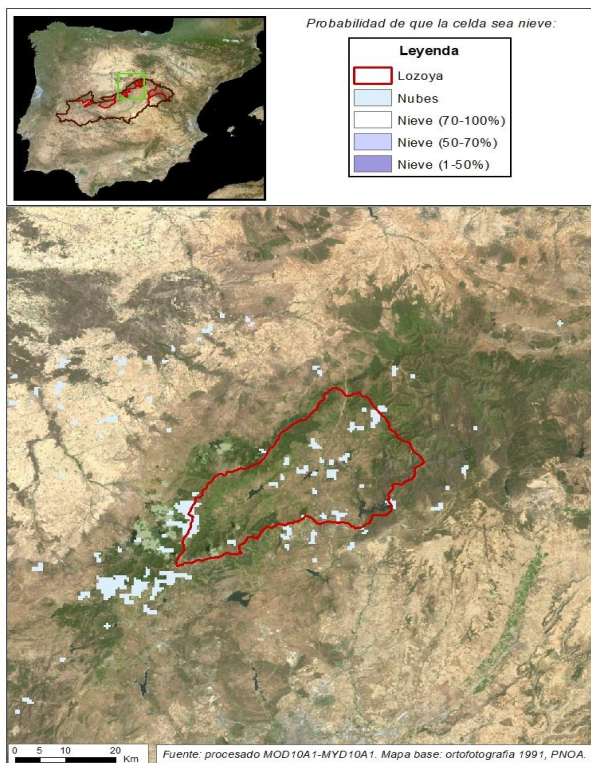 Probabilidad de que la celda sea nieve:
Leyenda
Lozoya
Nubes
Nieve (70-100%)
Nieve (50-70%)
Nieve (1-50%)
0 5 10 20
Km
Fuente: procesado MOD10A1-MYD10A1. Mapa base: ortofotografía 1991, PNOA.